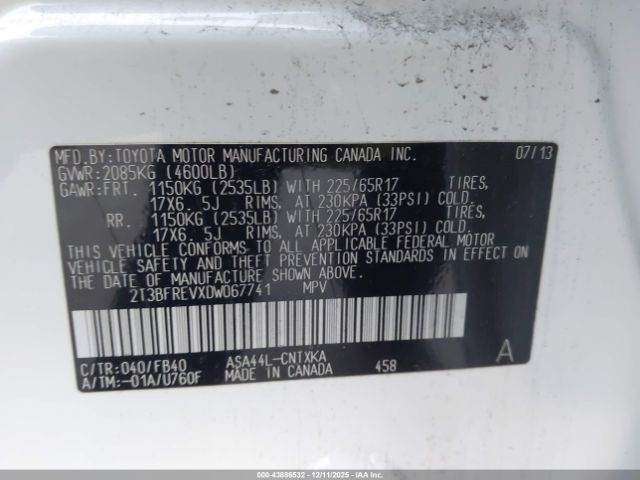 MFD.BY:TOYOTA MOTOR MANUFACTURING CANADA INC. 07/13
GVWR:2085KG (4600LB)
GAWR:FRT. 1150KG (2535LB) WITH 225/65R17 TIRES,
17X6. 5J RIMS, AT 230KPA (33PSI) COLD.
RR. 1150KG (2535LB) WITH 225/65R17 TIRES,
17X6. 5J RIMS, AT 230KPA (33PSI) COLD.
THIS VEHICLE CONFORMS TO ALL APPLICABLE FEDERAL MOTOR
VEHICLE SAFETY AND THEFT PREVENTION STANDARDS IN EFFECT ON
THE DATE OF MANUFACTURE SHOWN ABOVE.
2T3BFREVXDW067741 MPV
C/TR:040/FB40 ASA44L-CNTXKA 458 A
A/TM:-01A/U760F MADE IN CANADA
000-43886532 - 12/11/2025 - IAAI.COM